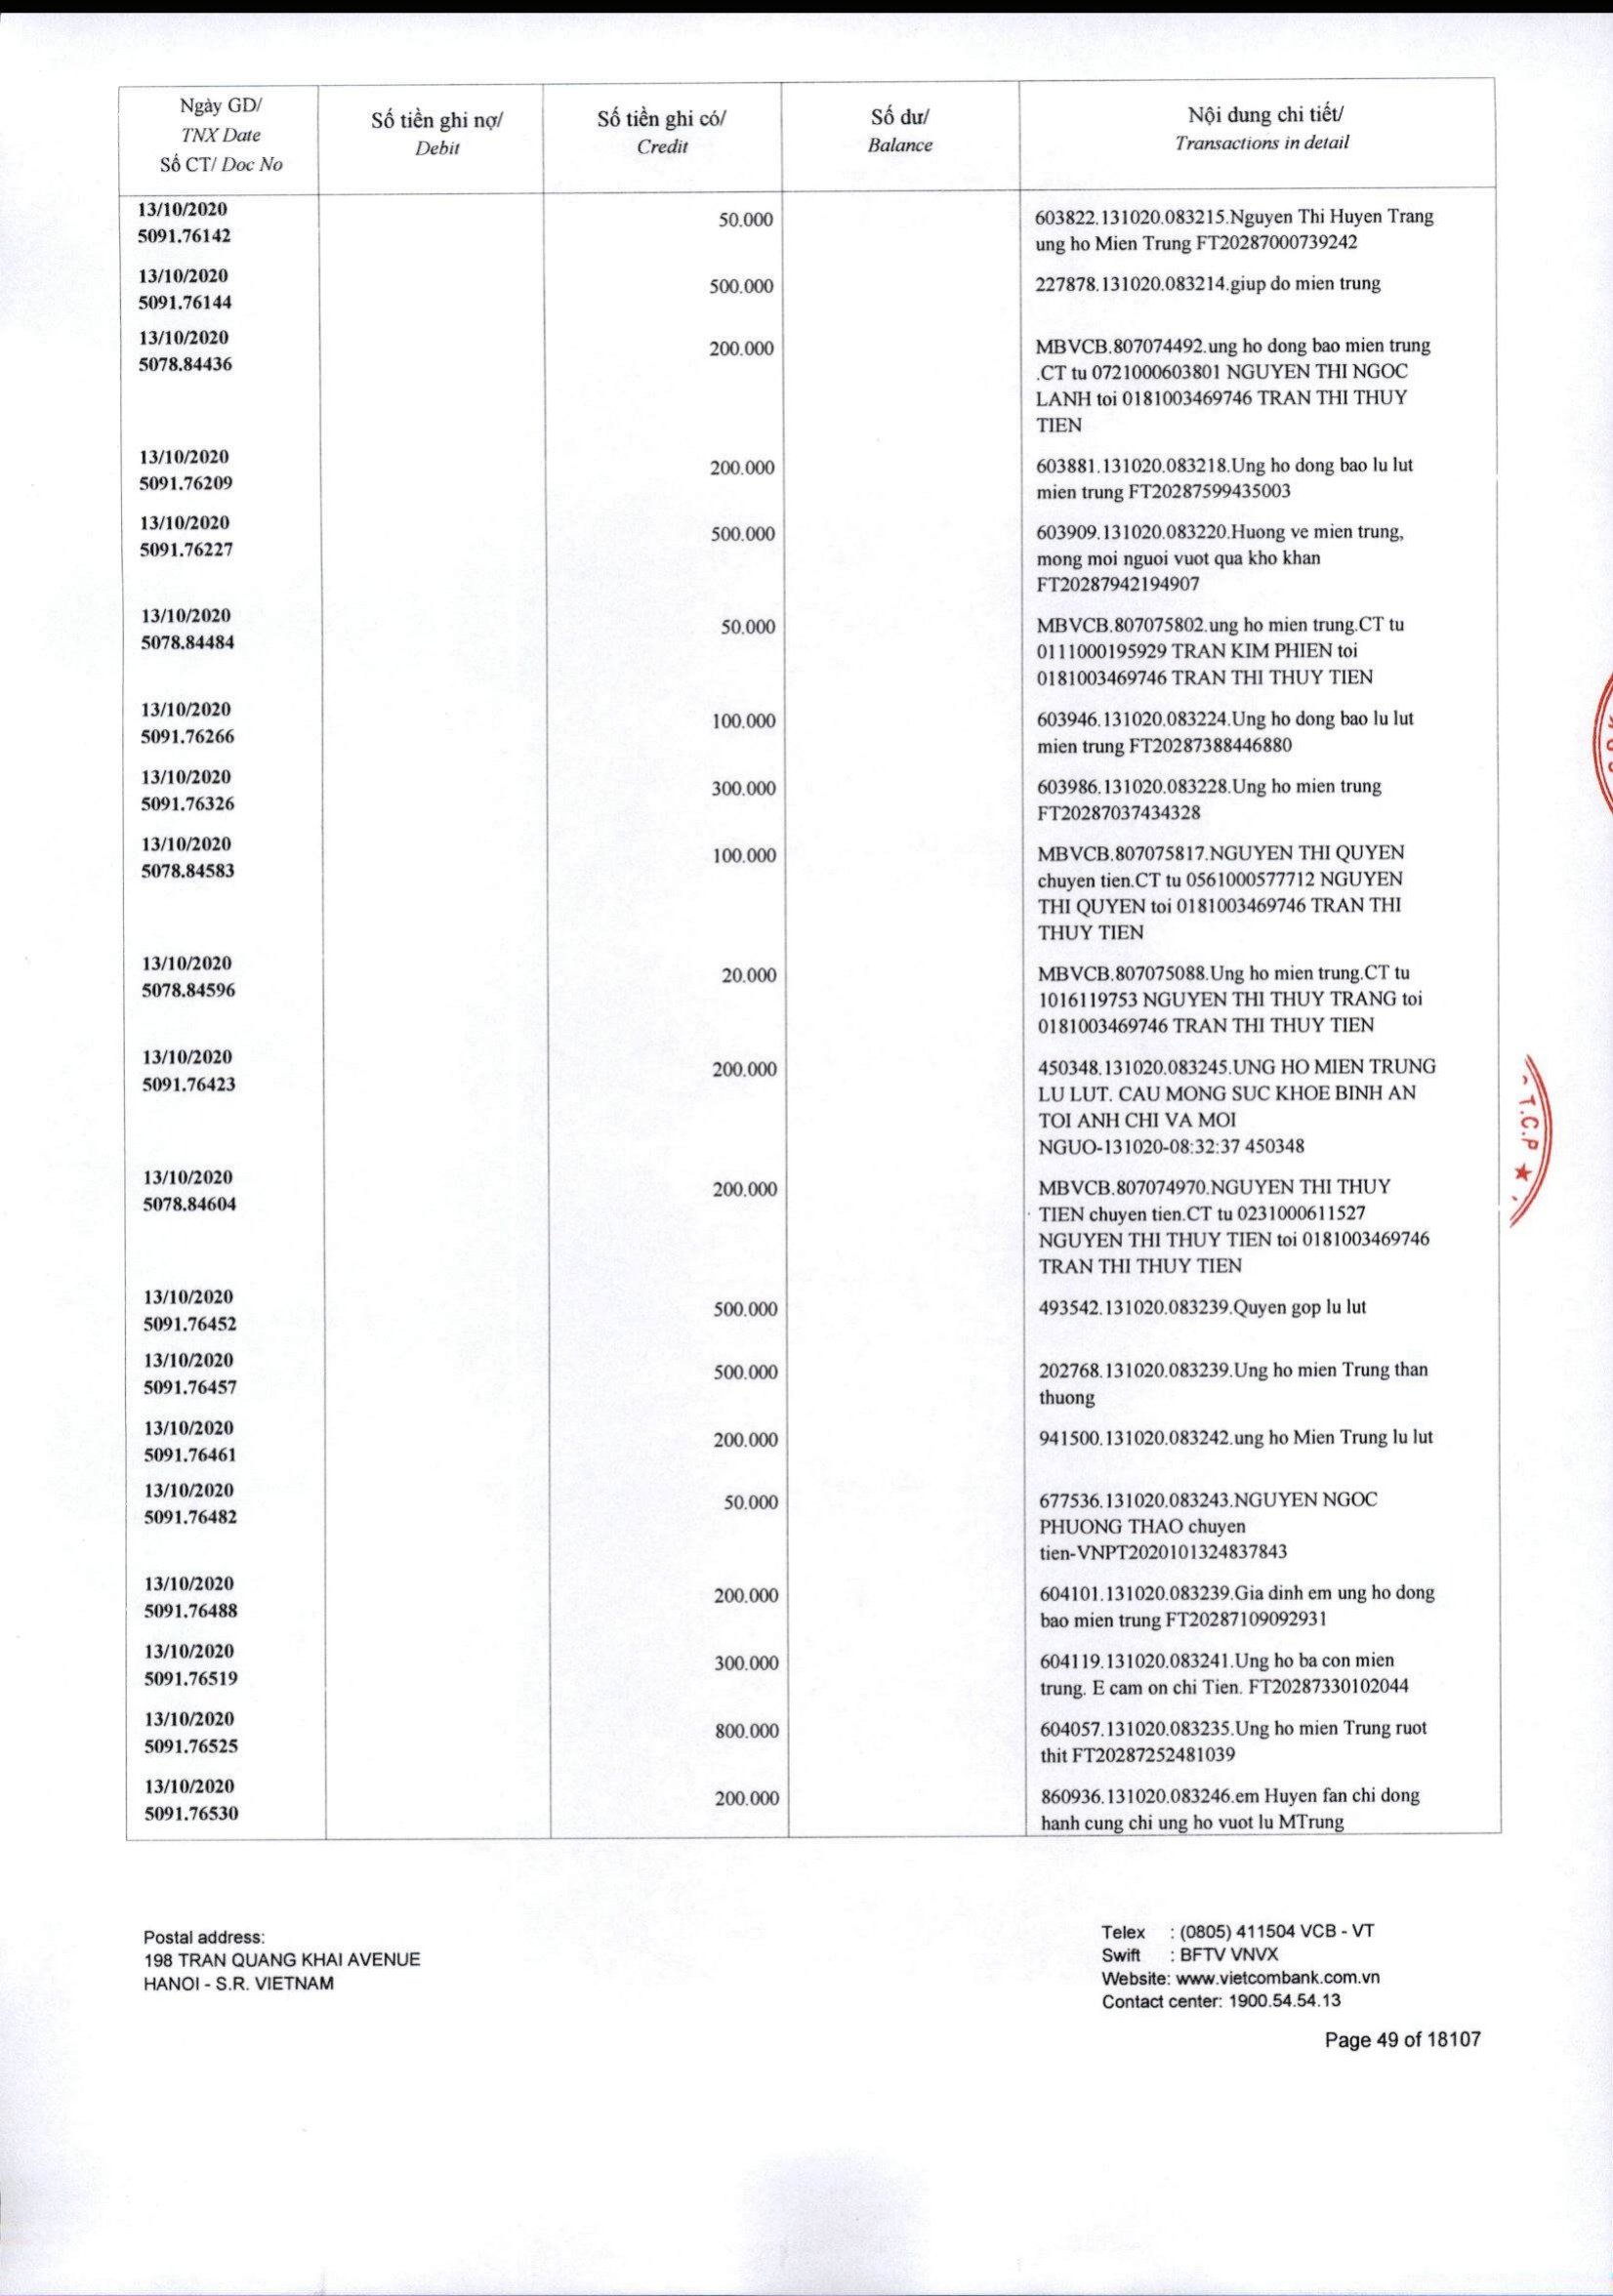 Ngày GD/
TNX Date
Số CT/ Doc No
Số tiền ghi nợ/
Debit
Số tiền ghi có/
Credit
Số dư/
Balance
Nội dung chi tiết/
Transactions in detail
13/10/2020
5091.76142
50.000
603822.131020.083215.Nguyen Thi Huyen Trang
ung ho Mien Trung FT20287000739242
13/10/2020
5091.76144
500.000
227878.131020.083214.giup do mien trung
13/10/2020
5078.84436
200.000
MBVCB.807074492.ung ho dong bao mien trung
.CT tu 0721000603801 NGUYEN THI NGOC
LANH toi 0181003469746 TRAN THI THUY
TIEN
13/10/2020
5091.76209
200.000
603881.131020.083218.Ung ho dong bao lu lut
mien trung FT20287599435003
13/10/2020
5091.76227
500.000
603909.131020.083220.Huong ve mien trung,
mong moi nguoi vuot qua kho khan
FT20287942194907
13/10/2020
5078.84484
50.000
MBVCB.807075802.ung ho mien trung.CT tu
0111000195929 TRAN KIM PHIEN toi
0181003469746 TRAN THI THUY TIEN
13/10/2020
5091.76266
100.000
603946.131020.083224.Ung ho dong bao lu lut
mien trung FT20287388446880
13/10/2020
5091.76326
300.000
603986.131020.083228.Ung ho mien trung
FT20287037434328
13/10/2020
5078.84583
100.000
MBVCB.807075817.NGUYEN THI QUYEN
chuyen tien.CT tu 0561000577712 NGUYEN
THI QUYEN toi 0181003469746 TRAN THI
THUY TIEN
13/10/2020
5078.84596
20.000
MBVCB.807075088.Ung ho mien trung.CT tu
1016119753 NGUYEN THI THUY TRANG toi
0181003469746 TRAN THI THUY TIEN
13/10/2020
5091.76423
200.000
450348.131020.083245.UNG HO MIEN TRUNG
LU LUT. CAU MONG SUC KHOE BINH AN
TOI ANH CHI VA MOI
NGUO-131020-08:32:37 450348
13/10/2020
5078.84604
200.000
MBVCB.807074970.NGUYEN THI THUY
TIEN chuyen tien.CT tu 0231000611527
NGUYEN THI THUY TIEN toi 0181003469746
TRAN THI THUY TIEN
13/10/2020
5091.76452
500.000
493542.131020.083239.Quyen gop lu lut
13/10/2020
5091.76457
500.000
202768.131020.083239.Ung ho mien Trung than
thuong
13/10/2020
5091.76461
200.000
941500.131020.083242.ung ho Mien Trung lu lut
13/10/2020
5091.76482
50.000
677536.131020.083243.NGUYEN NGOC
PHUONG THAO chuyen
tien-VNPT2020101324837843
13/10/2020
5091.76488
200.000
604101.131020.083239.Gia dinh em ung ho dong
bao mien trung FT20287109092931
13/10/2020
5091.76519
300.000
604119.131020.083241.Ung ho ba con mien
trung. E cam on chi Tien. FT20287330102044
13/10/2020
5091.76525
800.000
604057.131020.083235.Ung ho mien Trung ruot
thit FT20287252481039
13/10/2020
5091.76530
200.000
860936.131020.083246.em Huyen fan chi dong
hanh cung chi ung ho vuot lu MTrung
T.C.P ★
Postal address:
198 TRAN QUANG KHAI AVENUE
HANOI - S.R. VIETNAM
Telex : (0805) 411504 VCB - VT
Swift : BFTV VNVX
Website: www.vietcombank.com.vn
Contact center: 1900.54.54.13
Page 49 of 18107